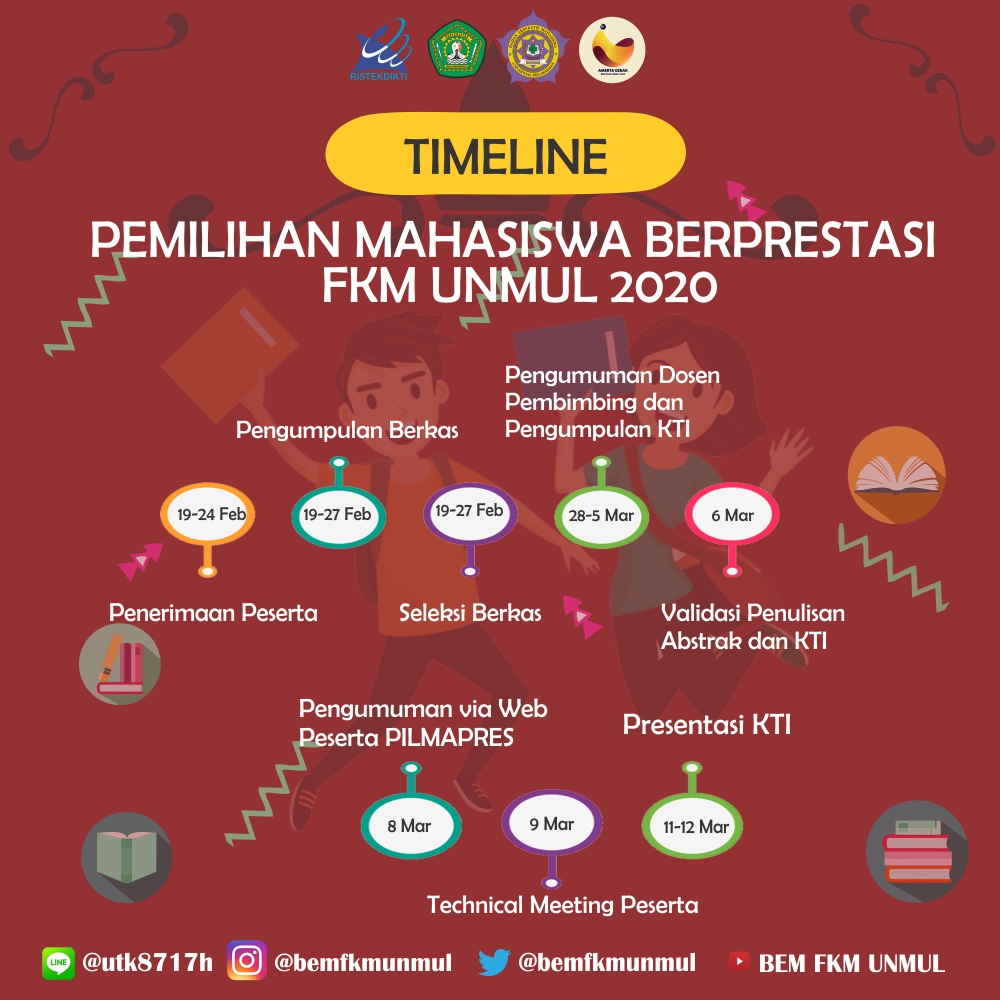 RISTEKDIKTI
AMERTA GERAK
TIMELINE
PEMILIHAN MAHASISWA BERPRESTASI
FKM UNMUL 2020
Pengumuman Dosen
Pembimbing dan
Pengumpulan KTI
Pengumpulan Berkas
19-24 Feb
19-27 Feb
19-27 Feb
28-5 Mar
6 Mar
Penerimaan Peserta
Seleksi Berkas
Validasi Penulisan
Abstrak dan KTI
Pengumuman via Web
Peserta PILMAPRES
Presentasi KTI
8 Mar
9 Mar
11-12 Mar
Technical Meeting Peserta
LINE
@utk8717h
@bemfkmunmul
@bemfkmunmul
BEM FKM UNMUL